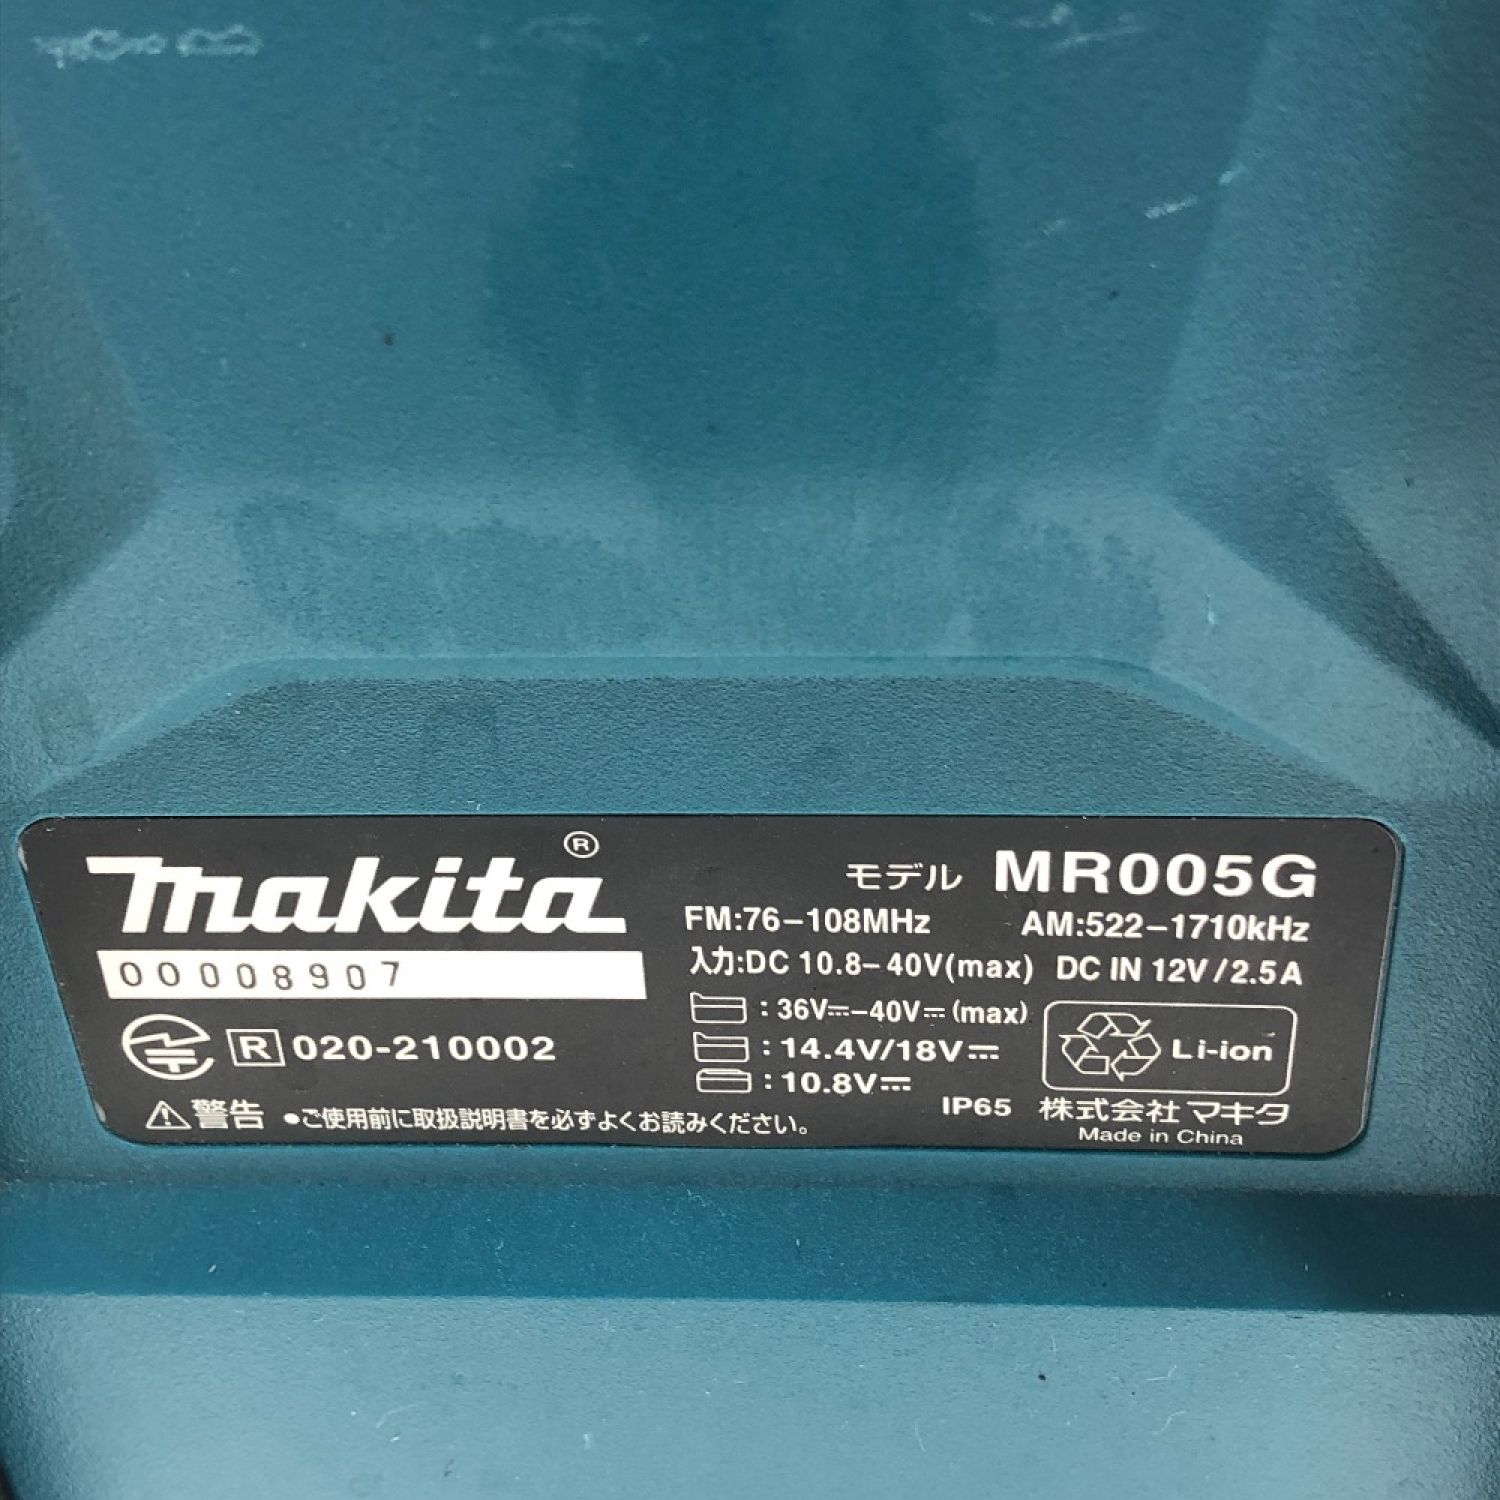 makita®
00008907
R 020-210002
モデル MR005G
FM:76-108MHz AM:522-1710kHz
入力:DC 10.8-40V(max) DC IN 12V/2.5A
:36V⎓-40V⎓(max)
:14.4V/18V⎓
:10.8V⎓
Li-ion
IP65 株式会社マキタ
Made in China
⚠警告 ●ご使用前に取扱説明書を必ずよくお読みください。